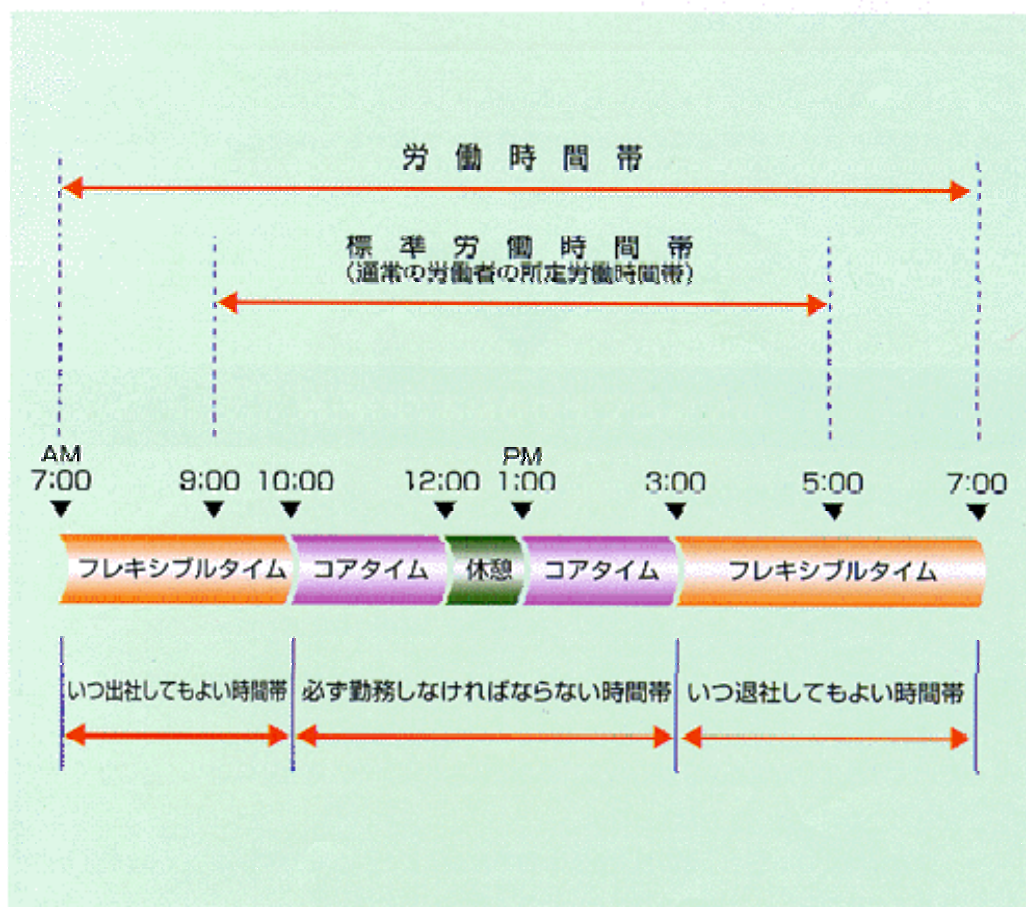 労働時間帯
標準労働時間帯
(通常の労働者の所定労働時間帯)
AM PM
7:00 9:00 10:00 12:00 1:00 3:00 5:00 7:00
フレキシブルタイム コアタイム 休憩 コアタイム フレキシブルタイム
いつ出社してもよい時間帯 必ず勤務しなければならない時間帯 いつ退社してもよい時間帯